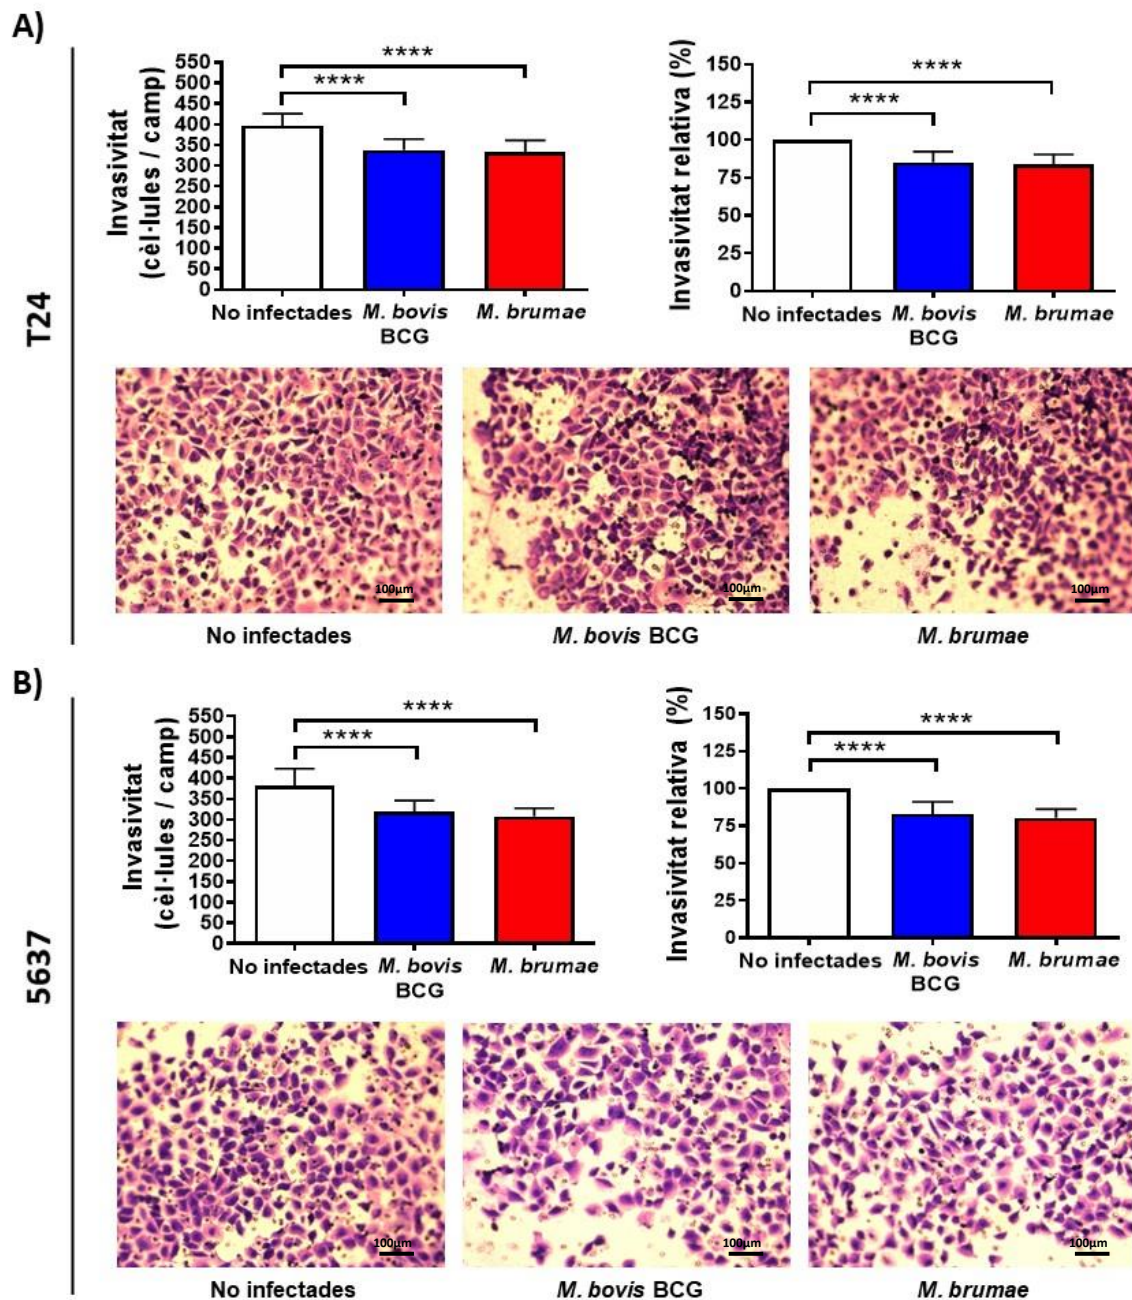 A)
T24
Invasivitat
(cèl·lules / camp)
550
500
450
400
350
300
250
200
150
100
50
0
****
****
No infectades
M. bovis
BCG
M. brumae
Invasivitat relativa (%)
150
125
100
75
50
25
0
****
****
No infectades
M. bovis
BCG
M. brumae
100µm
100µm
100µm
No infectades
M. bovis BCG
M. brumae
B)
5637
Invasivitat
(cèl·lules / camp)
550
500
450
400
350
300
250
200
150
100
50
0
****
****
No infectades
M. bovis
BCG
M. brumae
Invasivitat relativa (%)
150
125
100
75
50
25
0
****
****
No infectades
M. bovis
BCG
M. brumae
100µm
100µm
100µm
No infectades
M. bovis BCG
M. brumae